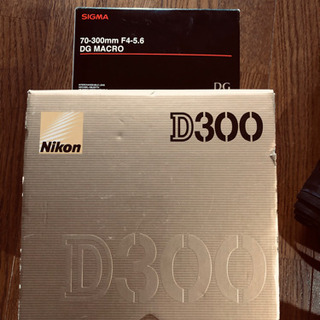 SIGMA
70-300mm F4-5.6
DG MACRO
DG
D300
Nikon
D300